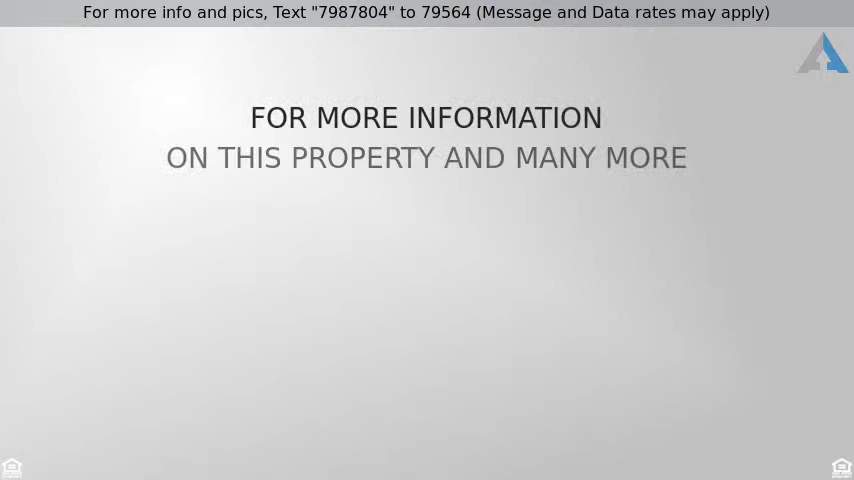 For more info and pics, Text "7987804" to 79564 (Message and Data rates may apply)
FOR MORE INFORMATION
ON THIS PROPERTY AND MANY MORE